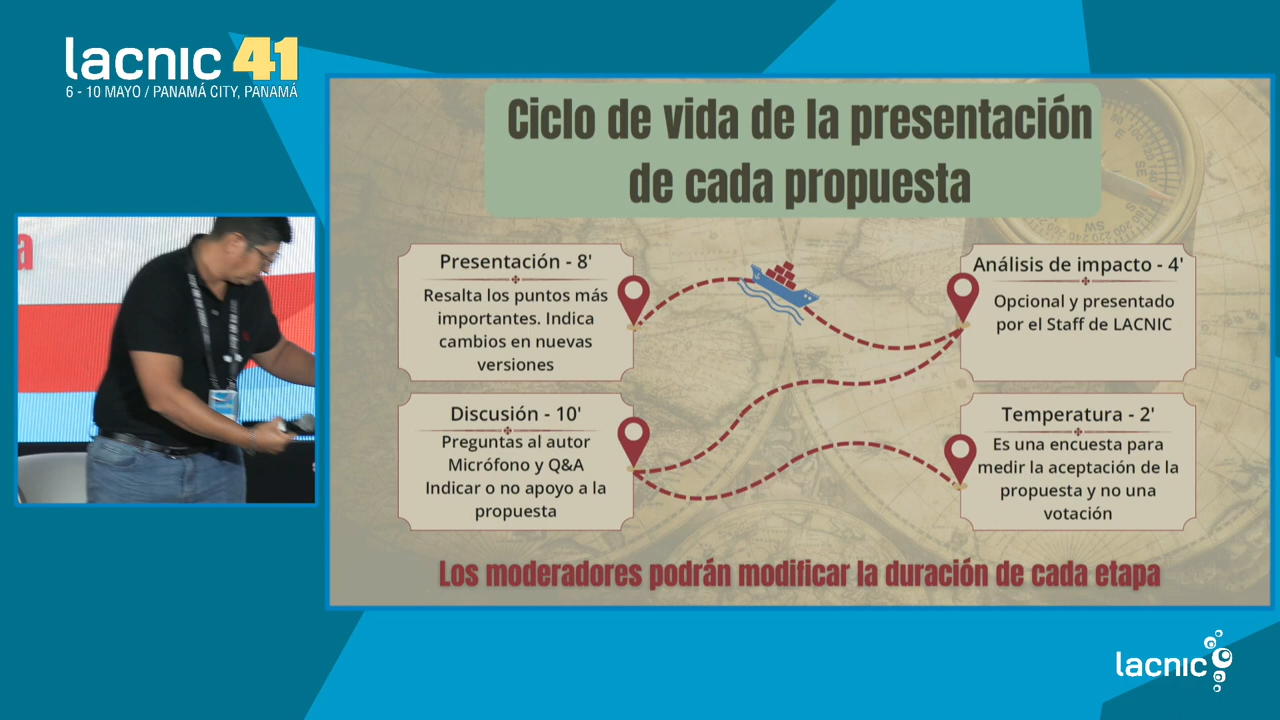 lacnic 41
6 - 10 MAYO / PANAMÁ CITY, PANAMÁ
Ciclo de vida de la presentación
de cada propuesta
Presentación - 8'
Resalta los puntos más
importantes. Indica
cambios en nuevas
versiones
Análisis de impacto - 4'
Opcional y presentado
por el Staff de LACNIC
Discusión - 10'
Preguntas al autor
Micrófono y Q&A
Indicar o no apoyo a la
propuesta
Temperatura - 2'
Es una encuesta para
medir la aceptación de la
propuesta y no una
votación
Los moderadores podrán modificar la duración de cada etapa
lacnic